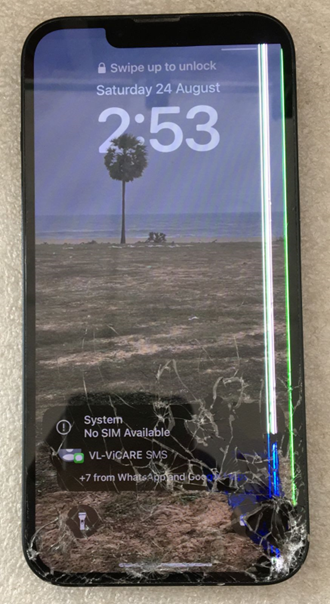 Swipe up to unlock
Saturday 24 August
2:53
System
No SIM Available
VL-ViCARE SMS
+7 from WhatsApp and Goo